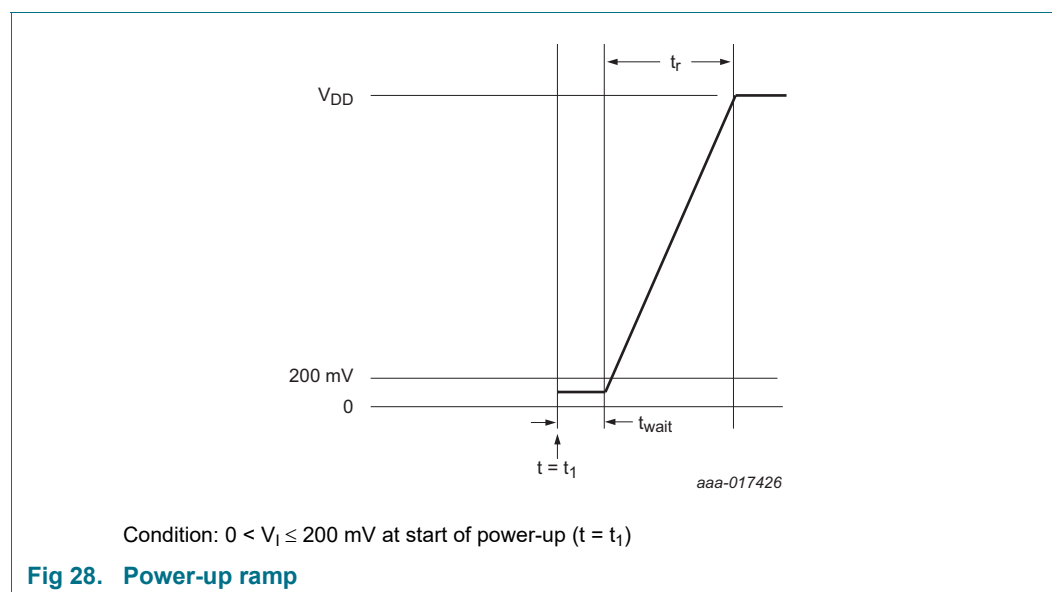 tr
VDD
200 mV
0
twait
t = t1
aaa-017426
Condition: 0 < VI ≤ 200 mV at start of power-up (t = t1)
Fig 28. Power-up ramp